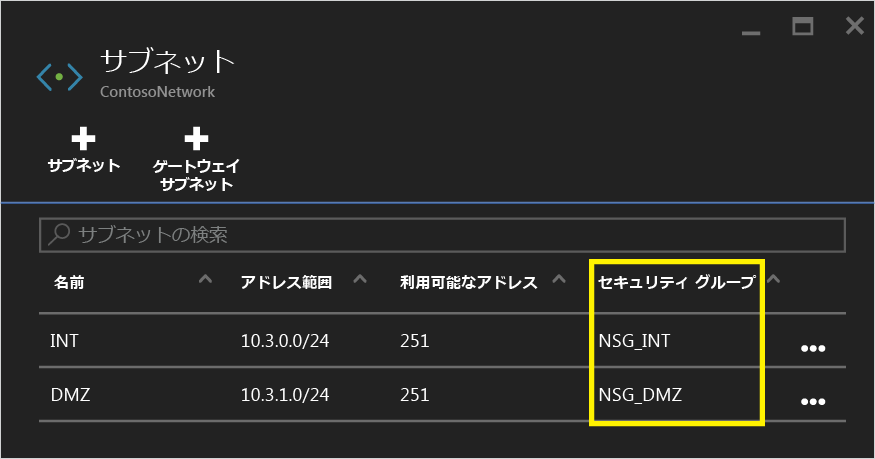 サブネット
ContosoNetwork
サブネット
ゲートウェイ
サブネット
サブネットの検索
名前 アドレス範囲 利用可能なアドレス セキュリティ グループ
INT 10.3.0.0/24 251 NSG_INT
DMZ 10.3.1.0/24 251 NSG_DMZ